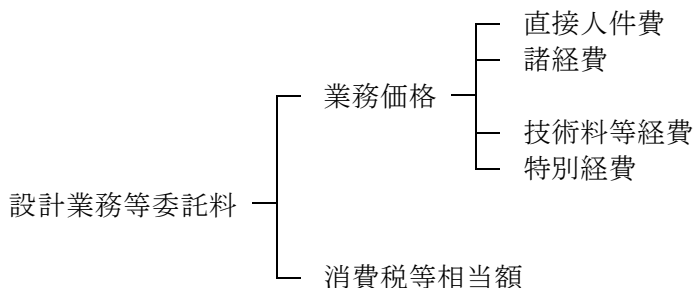 直接人件費
諸経費
業務価格
技術料等経費
特別経費
設計業務等委託料
消費税等相当額